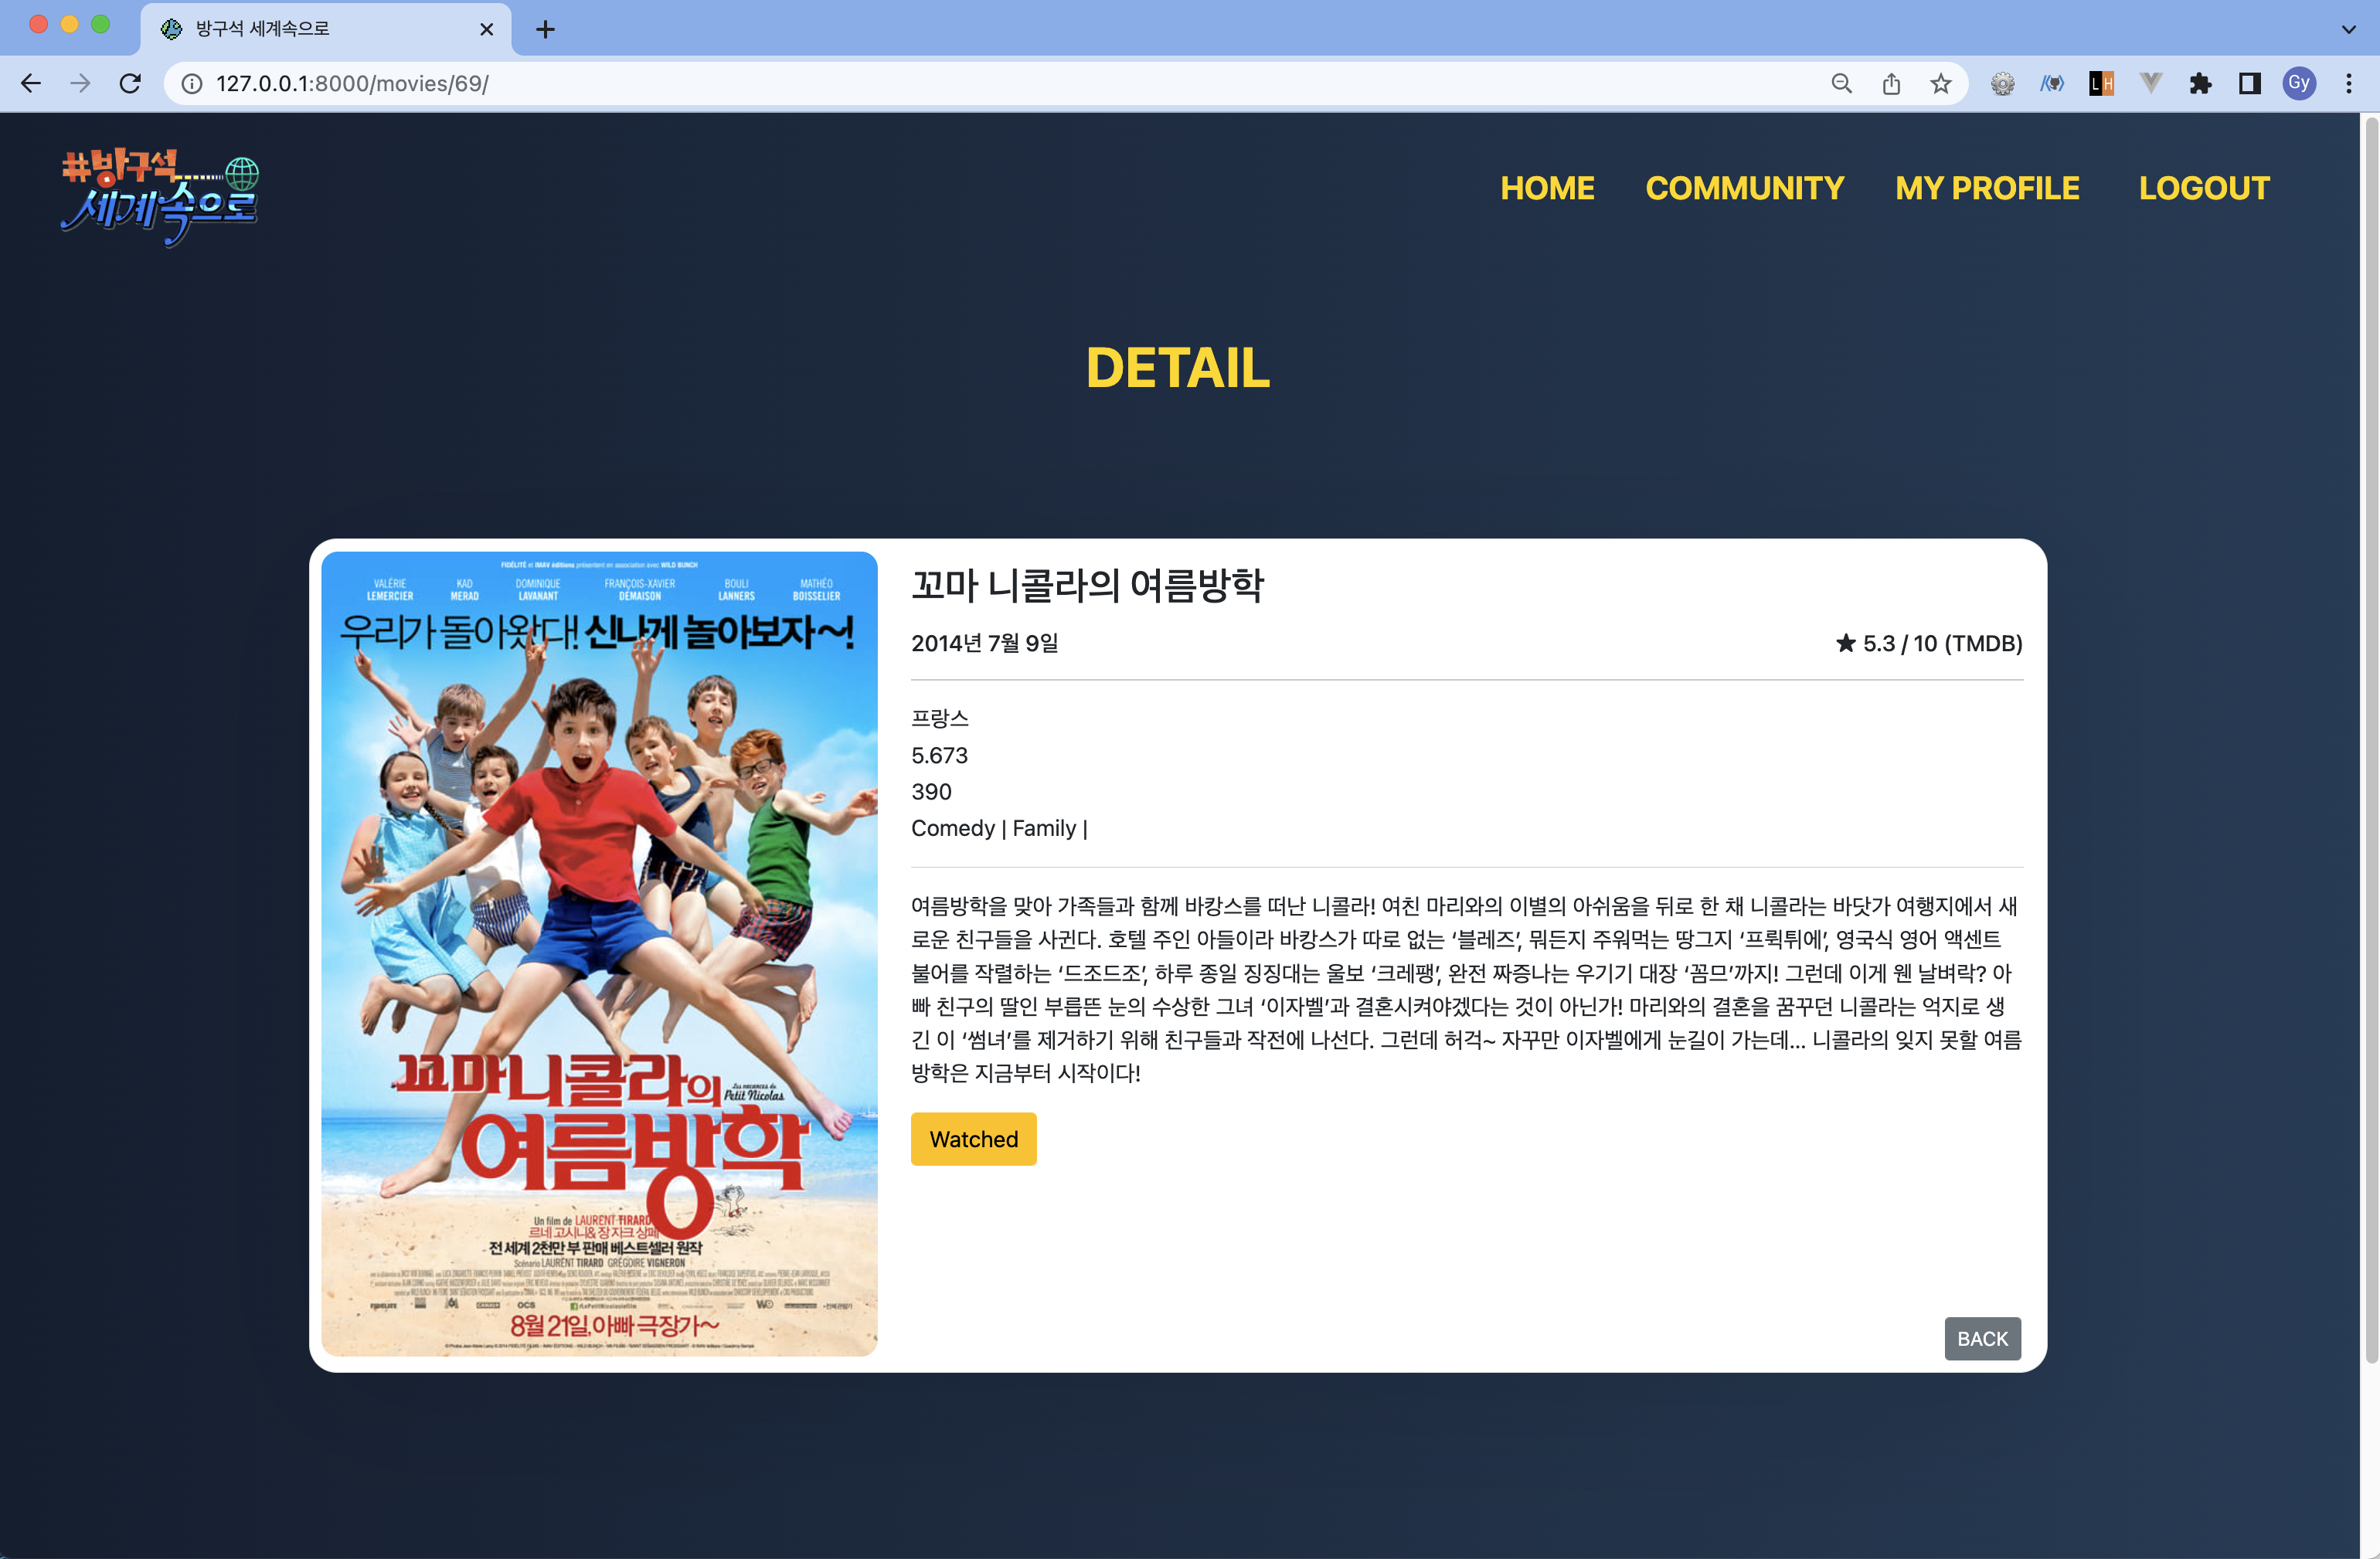 방구석 세계속으로
127.0.0.1:8000/movies/69/
LH
Gy
#방구석
세계속으로
HOME
COMMUNITY
MY PROFILE
LOGOUT
DETAIL
FIDÉLITÉ et IMAV éditions présentent en association avec WILD BUNCH
VALÉRIE LEMERCIER
KAD MERAD
DOMINIQUE LAVANANT
FRANÇOIS-XAVIER DEMAISON
BOULI LANNERS
MATHÉO BOISSELIER
우리가 돌아왔다! 신나게 놀아보자~!
꼬마니콜라의
Les vacances du
Petit Nicolas
여름방학
Un film de LAURENT TIRARD
르네 고시니&장 자크 상페
전 세계 2천만 부 판매 베스트셀러 원작
Scénario LAURENT TIRARD GRÉGOIRE VIGNERON
OCS
8월 21일, 아빠 극장가~
꼬마 니콜라의 여름방학
2014년 7월 9일
★ 5.3 / 10 (TMDB)
프랑스
5.673
390
Comedy | Family |
여름방학을 맞아 가족들과 함께 바캉스를 떠난 니콜라! 여친 마리와의 이별의 아쉬움을 뒤로 한 채 니콜라는 바닷가 여행지에서 새
로운 친구들을 사귄다. 호텔 주인 아들이라 바캉스가 따로 없는 ‘블레즈’, 뭐든지 주워먹는 땅그지 ‘프뤽튀에’, 영국식 영어 액센트
불어를 작렬하는 ‘드조드조’, 하루 종일 징징대는 울보 ‘크레팽’, 완전 짜증나는 우기기 대장 ‘꼼므’까지! 그런데 이게 웬 날벼락? 아
빠 친구의 딸인 부릅뜬 눈의 수상한 그녀 ‘이자벨’과 결혼시켜야겠다는 것이 아닌가! 마리와의 결혼을 꿈꾸던 니콜라는 억지로 생
긴 이 ‘썸녀’를 제거하기 위해 친구들과 작전에 나선다. 그런데 허걱~ 자꾸만 이자벨에게 눈길이 가는데... 니콜라의 잊지 못할 여름
방학은 지금부터 시작이다!
Watched
BACK